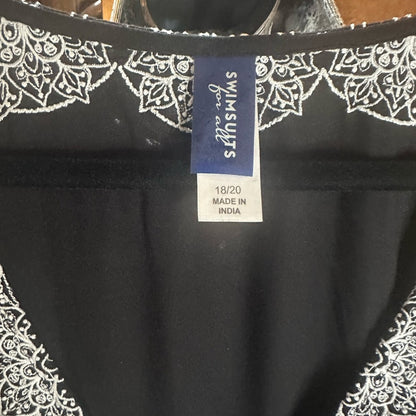 SWIMSUITS
for all
18/20
MADE IN
INDIA